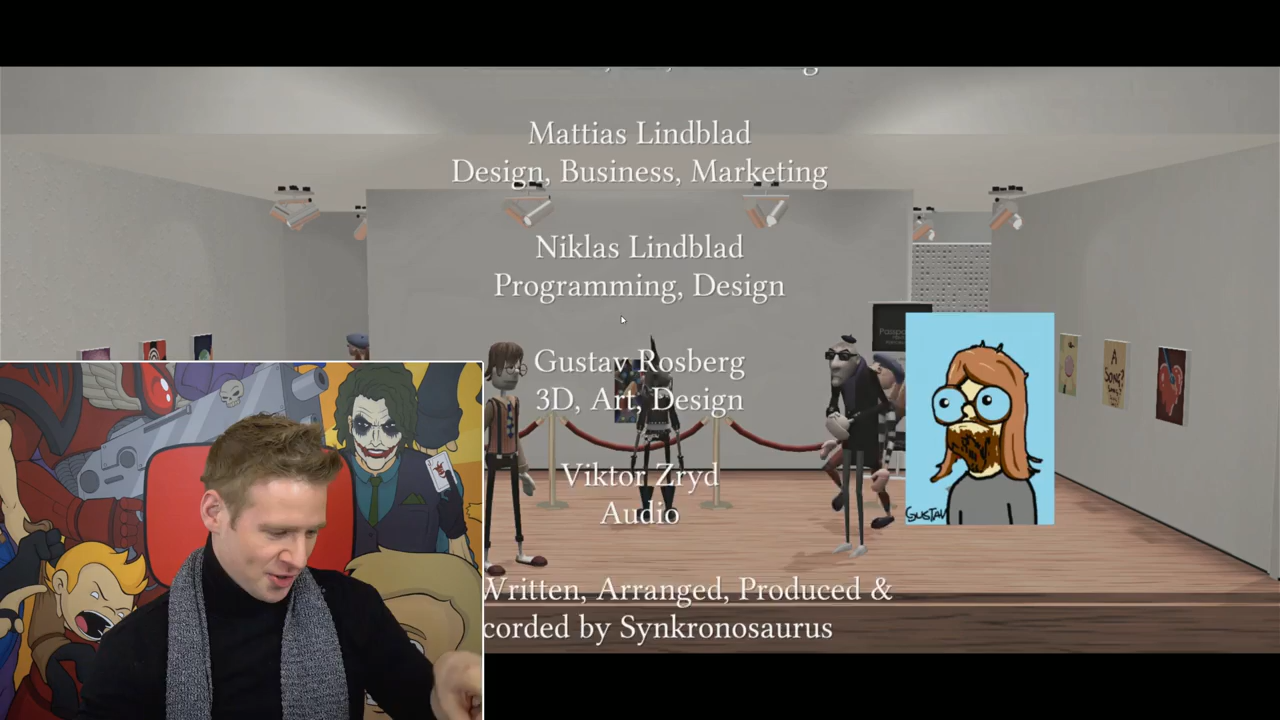 Mattias Lindblad
Design, Business, Marketing
Niklas Lindblad
Programming, Design
Gustav Rosberg
3D, Art, Design
Viktor Zryd
Audio
Written, Arranged, Produced &
corded by Synkronosaurus
A
SONG?
GUSTAV